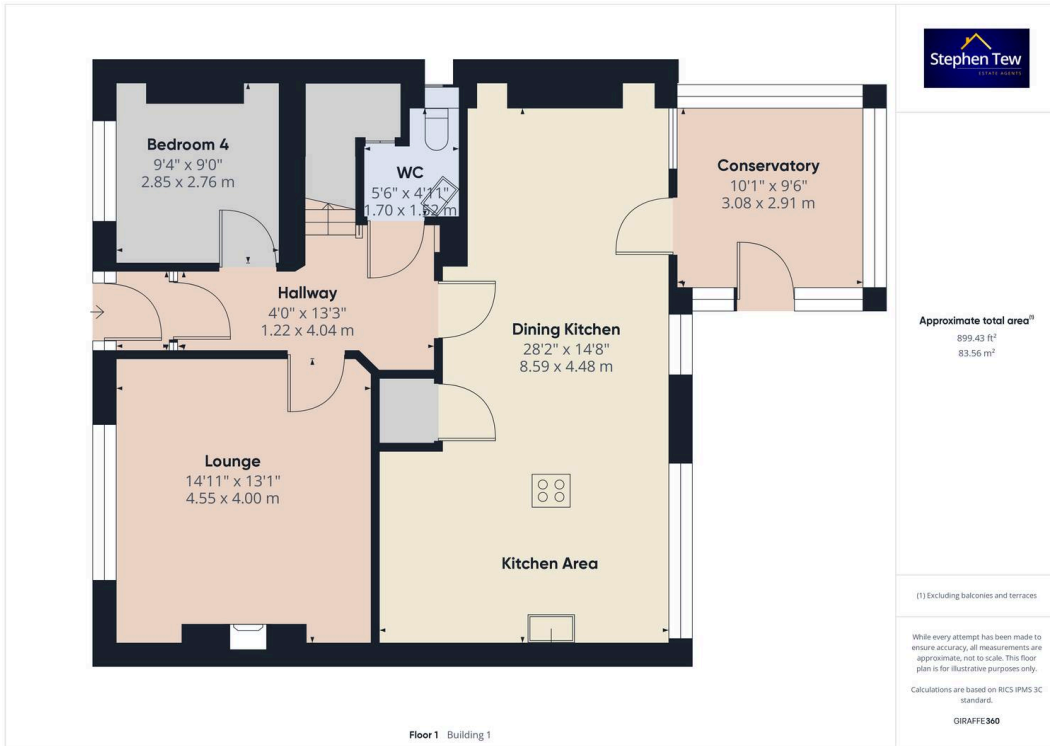 Bedroom 4
9'4" x 9'0"
2.85 x 2.76 m
WC
5'6" x 4'11"
1.70 x 1.52 m
Conservatory
10'1" x 9'6"
3.08 x 2.91 m
Hallway
4'0" x 13'3"
1.22 x 4.04 m
Dining Kitchen
28'2" x 14'8"
8.59 x 4.48 m
Lounge
14'11" x 13'1"
4.55 x 4.00 m
Kitchen Area
Floor 1 Building 1
Stephen Tew
ESTATE AGENTS
Approximate total area⁽¹⁾
899.43 ft²
83.56 m²
(1) Excluding balconies and terraces
While every attempt has been made to
ensure accuracy, all measurements are
approximate, not to scale. This floor
plan is for illustrative purposes only.
Calculations are based on RICS IPMS 3C
standard.
GIRAFFE360